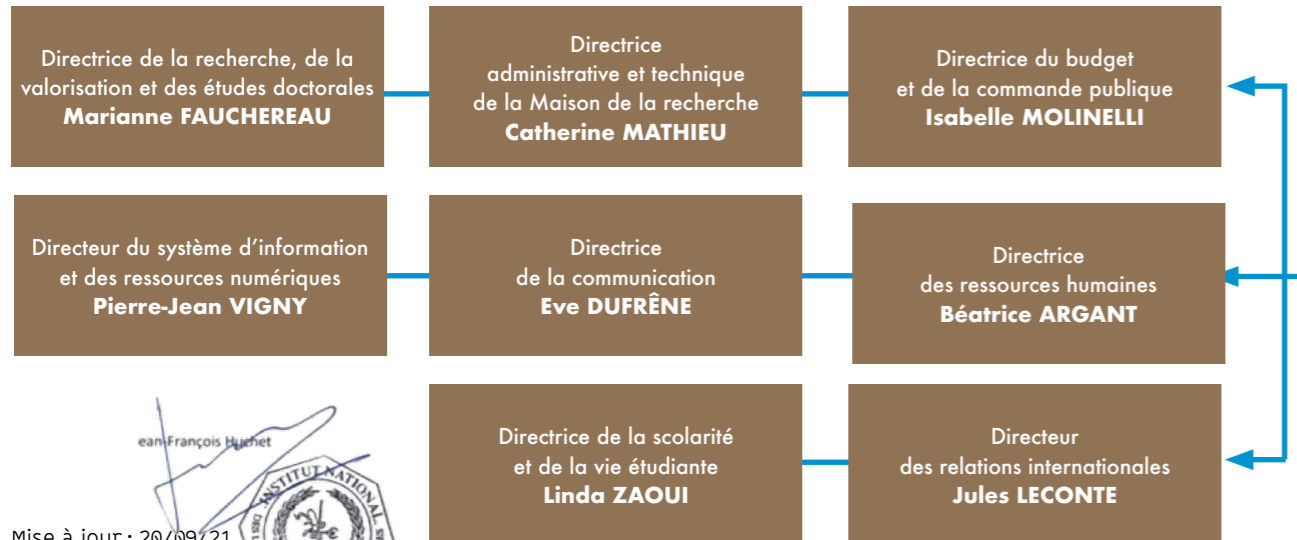 Directrice de la recherche, de la
valorisation et des études doctorales
Marianne FAUCHEREAU
Directrice
administrative et technique
de la Maison de la recherche
Catherine MATHIEU
Directrice du budget
et de la commande publique
Isabelle MOLINELLI
Directeur du système d’information
et des ressources numériques
Pierre-Jean VIGNY
Directrice
de la communication
Eve DUFRÊNE
Directrice
des ressources humaines
Béatrice ARGANT
ean-François Huchet
Directrice de la scolarité
et de la vie étudiante
Linda ZAOUI
Directeur
des relations internationales
Jules LECONTE
INSTITUT NATIONAL
Mise à jour : 20/09/21